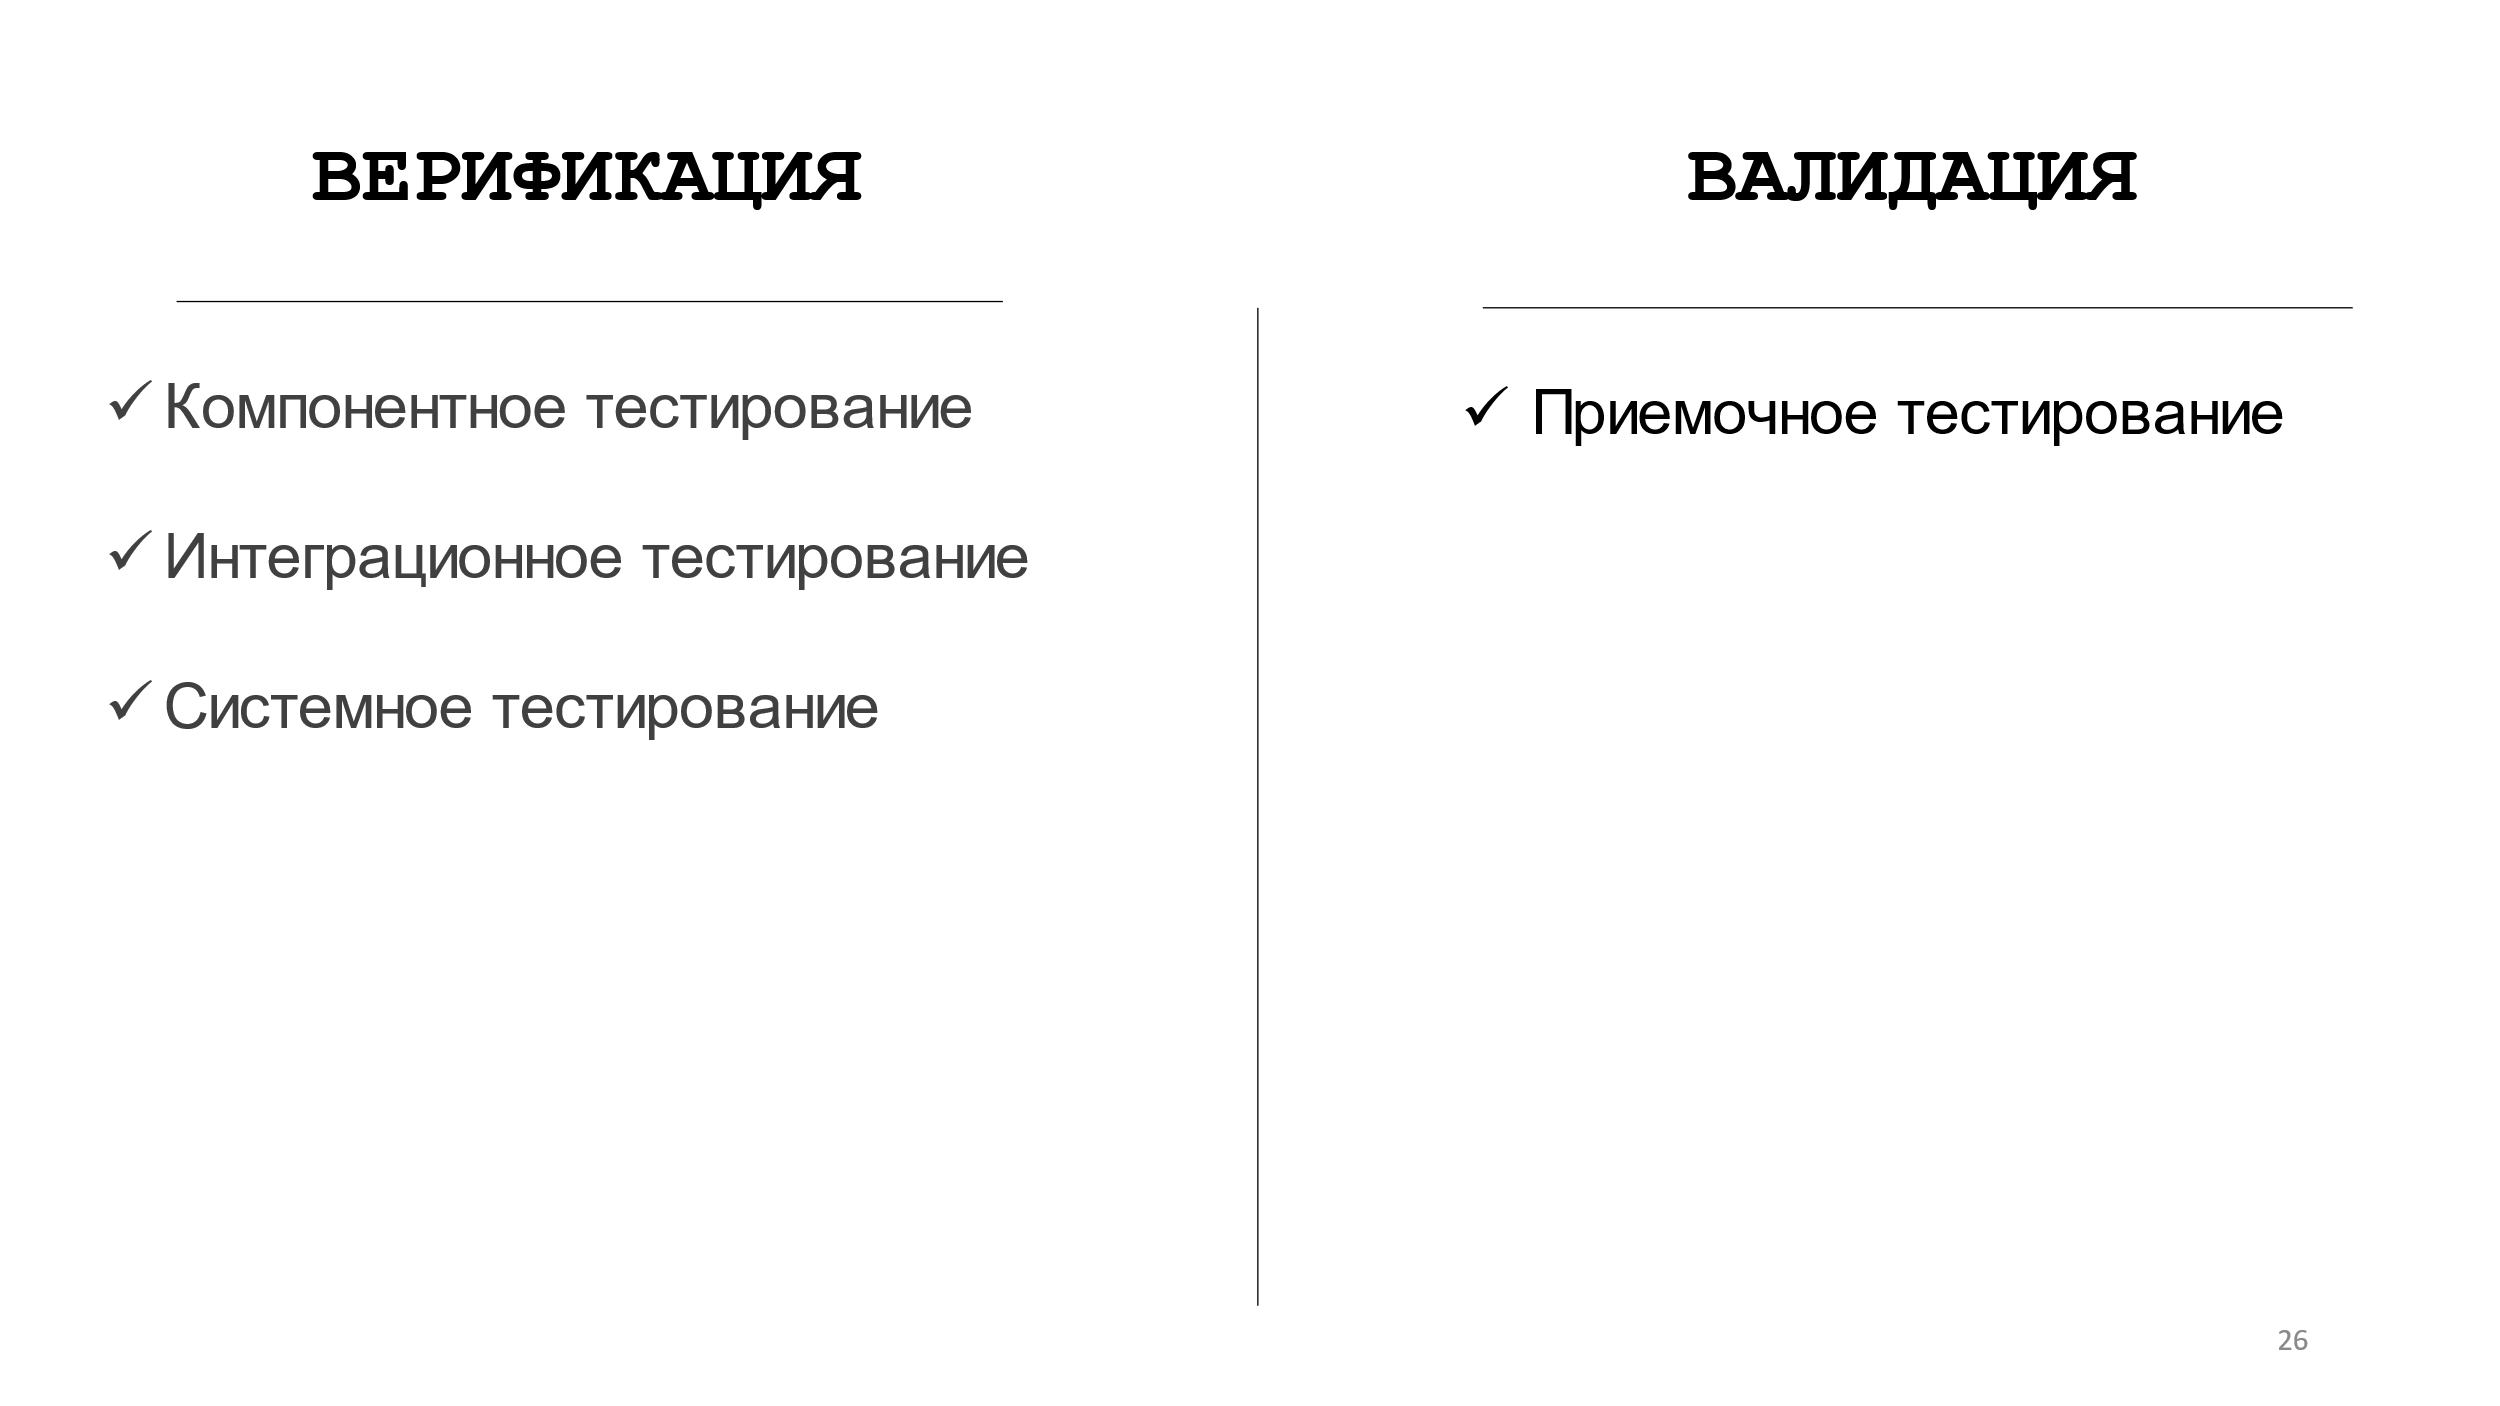 ВЕРИФИКАЦИЯ
✓ Компонентное тестирование
✓ Интеграционное тестирование
✓ Системное тестирование
ВАЛИДАЦИЯ
✓ Приемочное тестирование
26